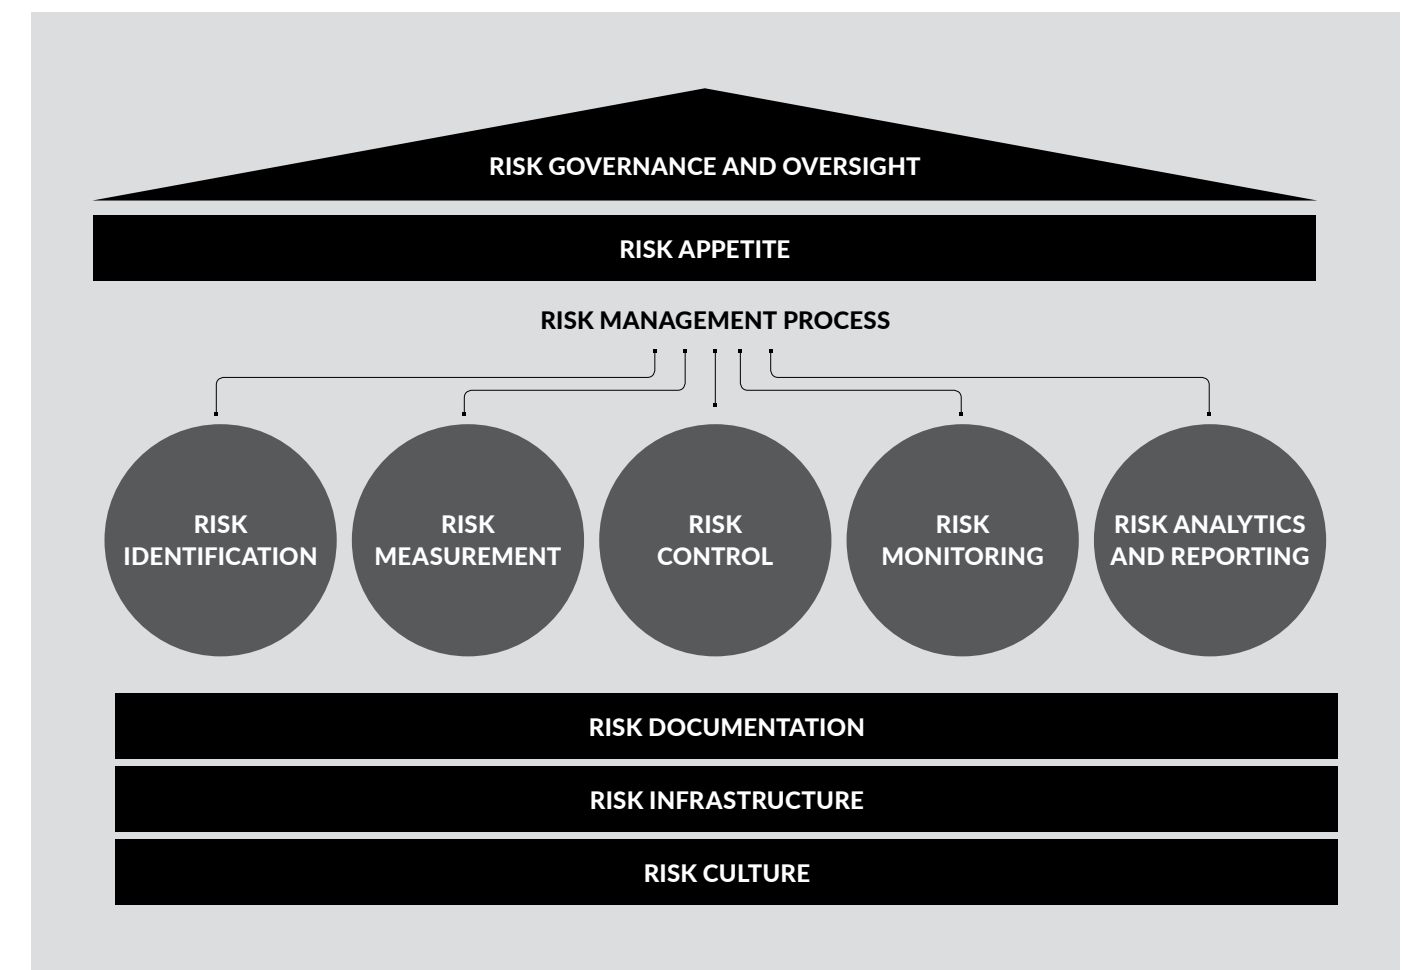 RISK GOVERNANCE AND OVERSIGHT
RISK APPETITE
RISK MANAGEMENT PROCESS
RISK
IDENTIFICATION
RISK
MEASUREMENT
RISK
CONTROL
RISK
MONITORING
RISK ANALYTICS
AND REPORTING
RISK DOCUMENTATION
RISK INFRASTRUCTURE
RISK CULTURE